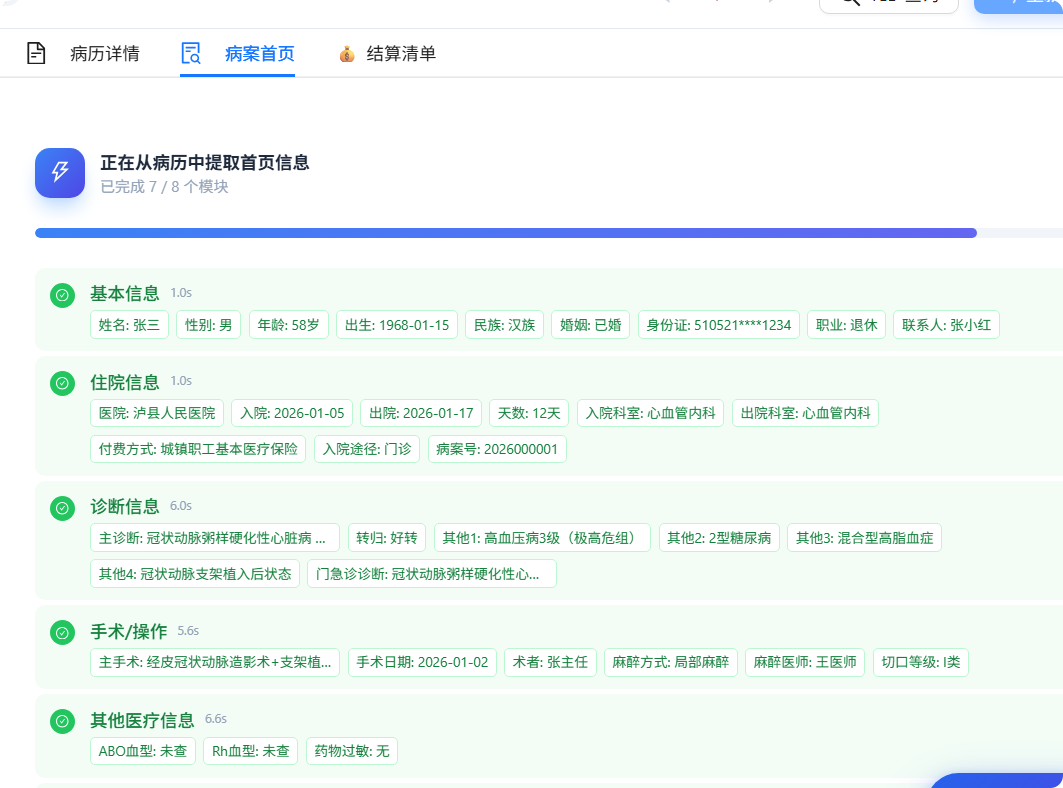 病历详情 病案首页 结算清单
正在从病历中提取首页信息
已完成 7 / 8 个模块
基本信息 1.0s
姓名: 张三 性别: 男 年龄: 58岁 出生: 1968-01-15 民族: 汉族 婚姻: 已婚 身份证: 510521****1234 职业: 退休 联系人: 张小红
住院信息 1.0s
医院: 泸县人民医院 入院: 2026-01-05 出院: 2026-01-17 天数: 12天 入院科室: 心血管内科 出院科室: 心血管内科
付费方式: 城镇职工基本医疗保险 入院途径: 门诊 病案号: 2026000001
诊断信息 6.0s
主诊断: 冠状动脉粥样硬化性心脏病 ... 转归: 好转 其他1: 高血压病3级（极高危组） 其他2: 2型糖尿病 其他3: 混合型高脂血症
其他4: 冠状动脉支架植入后状态 门急诊诊断: 冠状动脉粥样硬化性心...
手术/操作 5.6s
主手术: 经皮冠状动脉造影术+支架植... 手术日期: 2026-01-02 术者: 张主任 麻醉方式: 局部麻醉 麻醉医师: 王医师 切口等级: I类
其他医疗信息 6.6s
ABO血型: 未查 Rh血型: 未查 药物过敏: 无